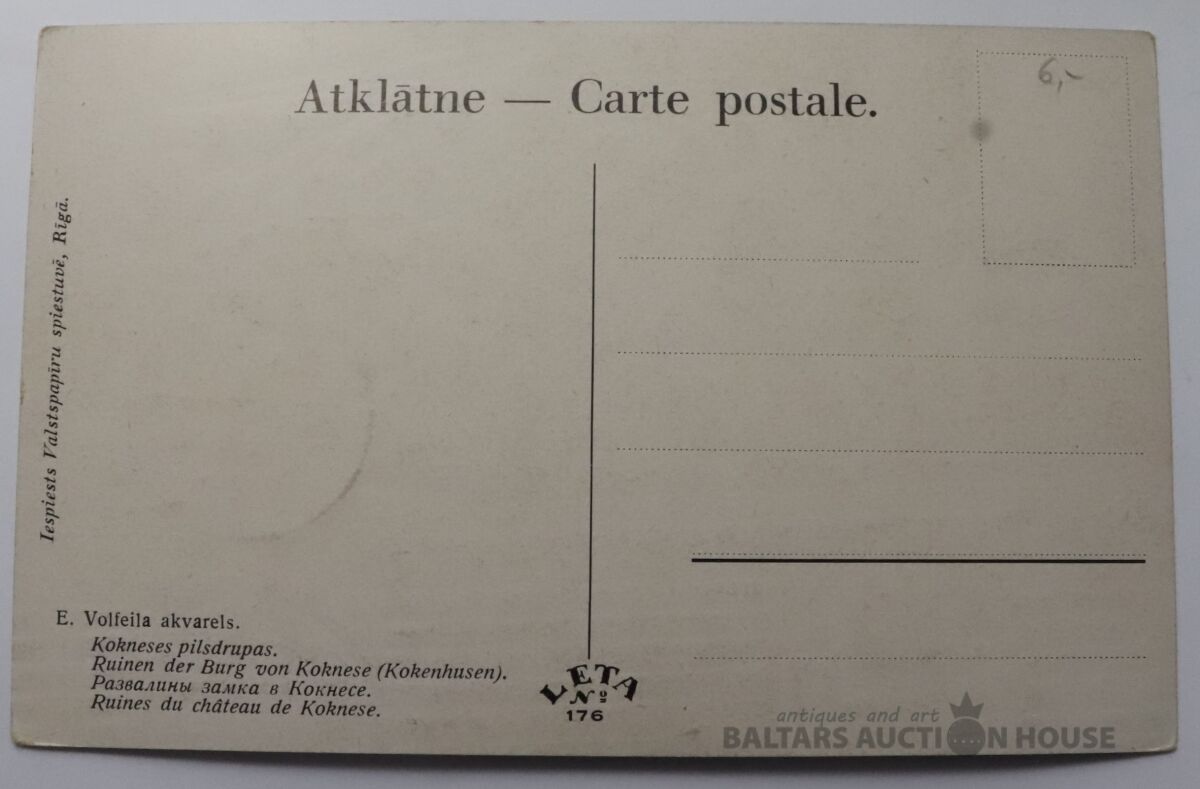 Atklātne — Carte postale.
6,-
Iespiests Valstspapīru spiestuvē, Rīgā.
E. Volfeila akvarels.
Kokneses pilsdrupas.
Ruinen der Burg von Koknese (Kokenhusen).
Развалины замка в Кокнесе.
Ruines du château de Koknese.
LETA
№
176
antiques and art
BALTARS AUCTION HOUSE